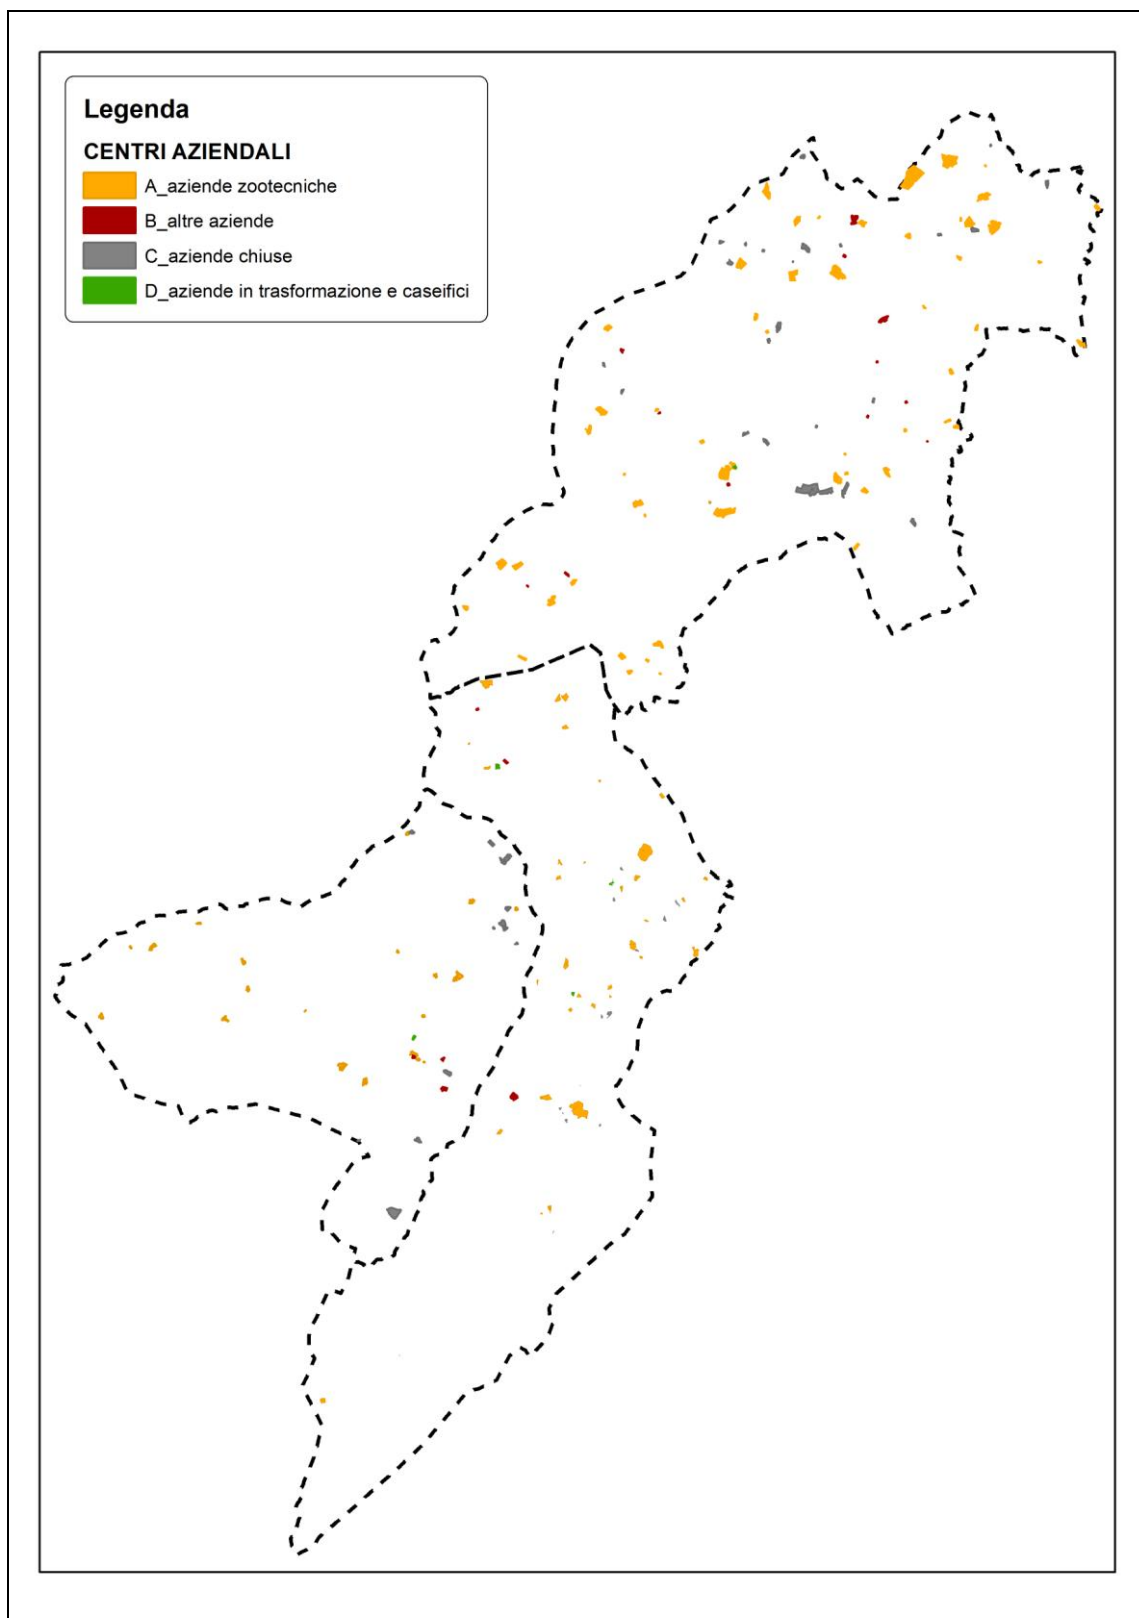 Legenda
CENTRI AZIENDALI
A_aziende zootecniche
B_altre aziende
C_aziende chiuse
D_aziende in trasformazione e caseifici